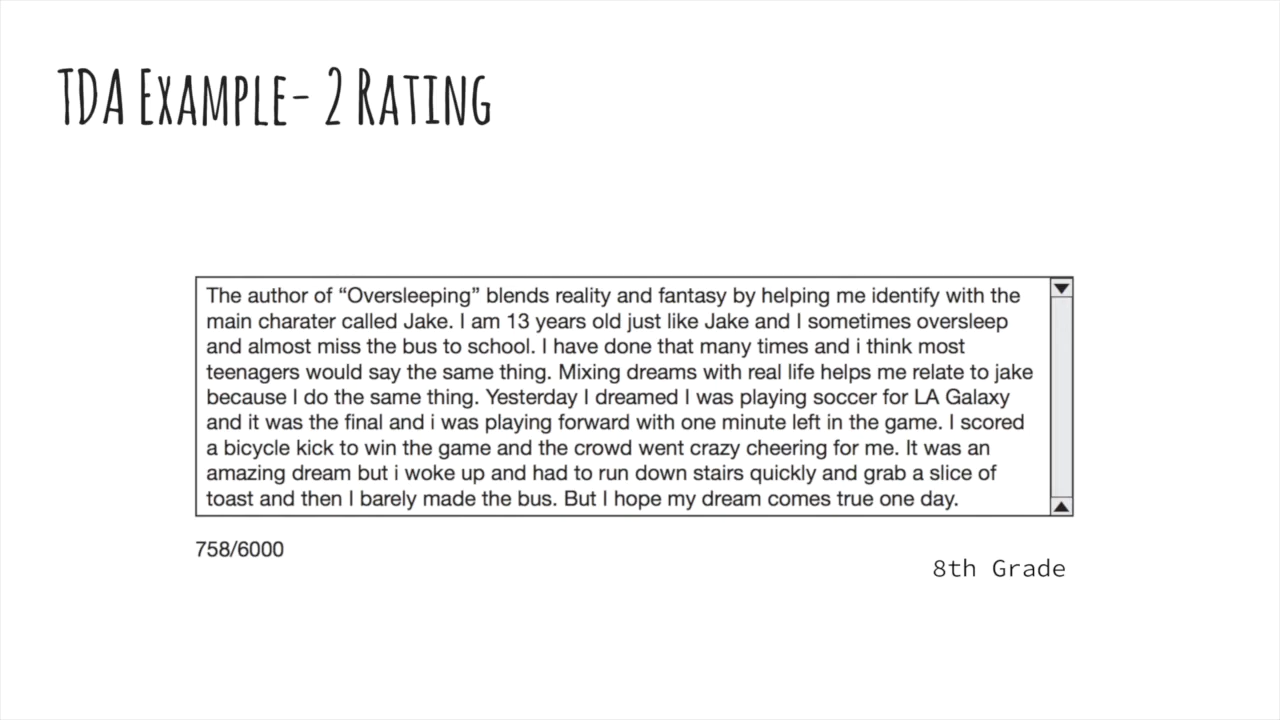 TDA Example- 2 Rating
The author of “Oversleeping” blends reality and fantasy by helping me identify with the
main charater called Jake. I am 13 years old just like Jake and I sometimes oversleep
and almost miss the bus to school. I have done that many times and i think most
teenagers would say the same thing. Mixing dreams with real life helps me relate to jake
because I do the same thing. Yesterday I dreamed I was playing soccer for LA Galaxy
and it was the final and i was playing forward with one minute left in the game. I scored
a bicycle kick to win the game and the crowd went crazy cheering for me. It was an
amazing dream but i woke up and had to run down stairs quickly and grab a slice of
toast and then I barely made the bus. But I hope my dream comes true one day.
758/6000
8th Grade